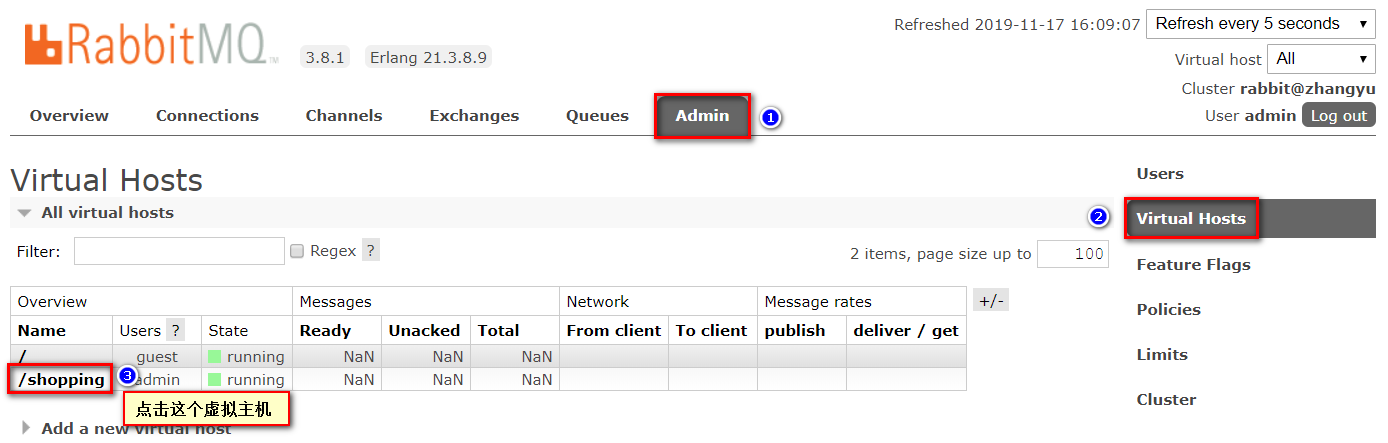 Refreshed 2019-11-17 16:09:07 Refresh every 5 seconds
RabbitMQ TM 3.8.1 Erlang 21.3.8.9
Virtual host All
Cluster rabbit@zhangyu
User admin Log out
Overview Connections Channels Exchanges Queues Admin 1
Virtual Hosts
All virtual hosts
Filter: Regex ?
2 items, page size up to 100
Overview Messages Network Message rates +/-
Name Users ? State Ready Unacked Total From client To client publish deliver / get
/ guest running NaN NaN NaN
/shopping 3 admin running NaN NaN NaN
点击这个虚拟主机
Add a new virtual host
Users
2 Virtual Hosts
Feature Flags
Policies
Limits
Cluster